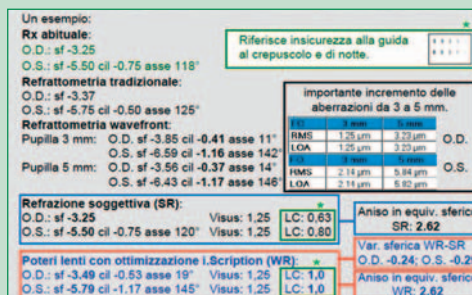 Un esempio:
Rx abituale:
O.D.: sf -3.25
O.S.: sf -5.50 cil -0.75 asse 118°
Riferisce insicurezza alla guida
al crepuscolo e di notte.
Refrattometria tradizionale:
O.D.: sf -3.37
O.S.: sf -5.75 cil -0.50 asse 125°
Refrattometria wavefront:
Pupilla 3 mm: O.D. sf -3.85 cil -0.41 asse 11°
O.S. sf -6.59 cil -1.16 asse 142°
Pupilla 5 mm: O.D. sf -3.56 cil -0.37 asse 14°
O.S. sf -6.43 cil -1.17 asse 146°
importante incremento delle
aberrazioni da 3 a 5 mm.
FO 3 mm 5 mm
RMS 1.25 µm 3.23 µm O.D.
LOA 1.25 µm 3.23 µm
FO 3 mm 5 mm
RMS 2.14 µm 5.84 µm O.S.
LOA 2.11 µm 5.82 µm
Refrazione soggettiva (SR):
O.D.: sf -3.25 Visus: 1,25 LC: 0,63
O.S.: sf -5.50 cil -0.75 asse 120° Visus: 1,25 LC: 0,80
Aniso in equiv. sferico
SR: 2.62
Var. sferica WR-SR
O.D. -0.24; O.S. -0.29
Poteri lenti con ottimizzazione i.Scription (WR):
O.D.: sf -3.49 cil -0.53 asse 19° Visus: 1,25 LC: 1,0
O.S.: sf -5.79 cil -1.17 asse 145° Visus: 1,25 LC: 1,0
Aniso in equiv. sferico
WR: 2.62